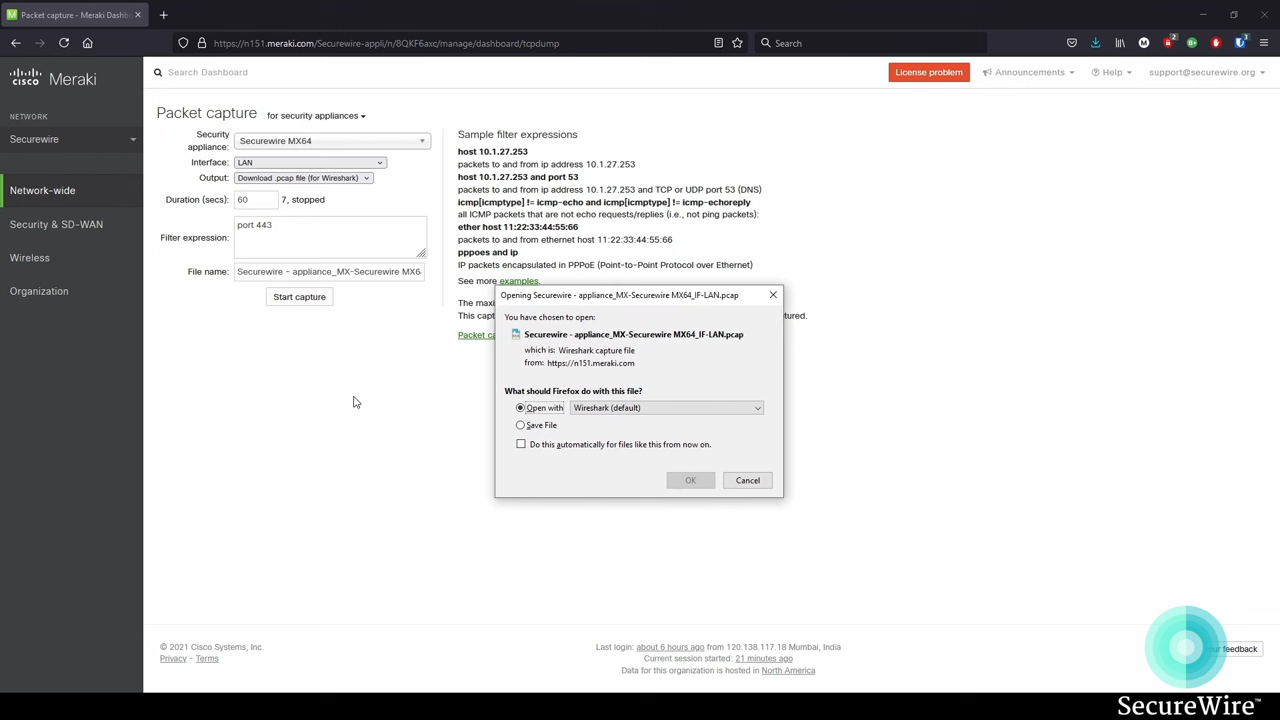 Packet capture - Meraki Dashb
https://n151.meraki.com/Securewire-appli/n/8QKF6axc/manage/dashboard/tcpdump
Search
2
3
CISCO Meraki
Search Dashboard
License problem
Announcements
Help
support@securewire.org
NETWORK
Securewire
Network-wide
Security & SD-WAN
Wireless
Organization
Packet capture for security appliances
Security appliance: Securewire MX64
Interface: LAN
Output: Download .pcap file (for Wireshark)
Duration (secs): 60 7, stopped
Filter expression: port 443
File name: Securewire - appliance_MX-Securewire MX6
Start capture
Sample filter expressions
host 10.1.27.253
packets to and from ip address 10.1.27.253
host 10.1.27.253 and port 53
packets to and from ip address 10.1.27.253 and TCP or UDP port 53 (DNS)
icmp[icmptype] != icmp-echo and icmp[icmptype] != icmp-echoreply
all ICMP packets that are not echo requests/replies (i.e., not ping packets):
ether host 11:22:33:44:55:66
packets to and from ethernet host 11:22:33:44:55:66
pppoes and ip
IP packets encapsulated in PPPoE (Point-to-Point Protocol over Ethernet)
See more examples.
The maxi
This capt
tured.
Packet ca
Opening Securewire - appliance_MX-Securewire MX64_IF-LAN.pcap
You have chosen to open:
Securewire - appliance_MX-Securewire MX64_IF-LAN.pcap
which is: Wireshark capture file
from: https://n151.meraki.com
What should Firefox do with this file?
Open with Wireshark (default)
Save File
Do this automatically for files like this from now on.
OK
Cancel
© 2021 Cisco Systems, Inc.
Privacy - Terms
Last login: about 6 hours ago from 120.138.117.18 Mumbai, India
Current session started: 21 minutes ago
Data for this organization is hosted in North America
ur feedback
SecureWire™